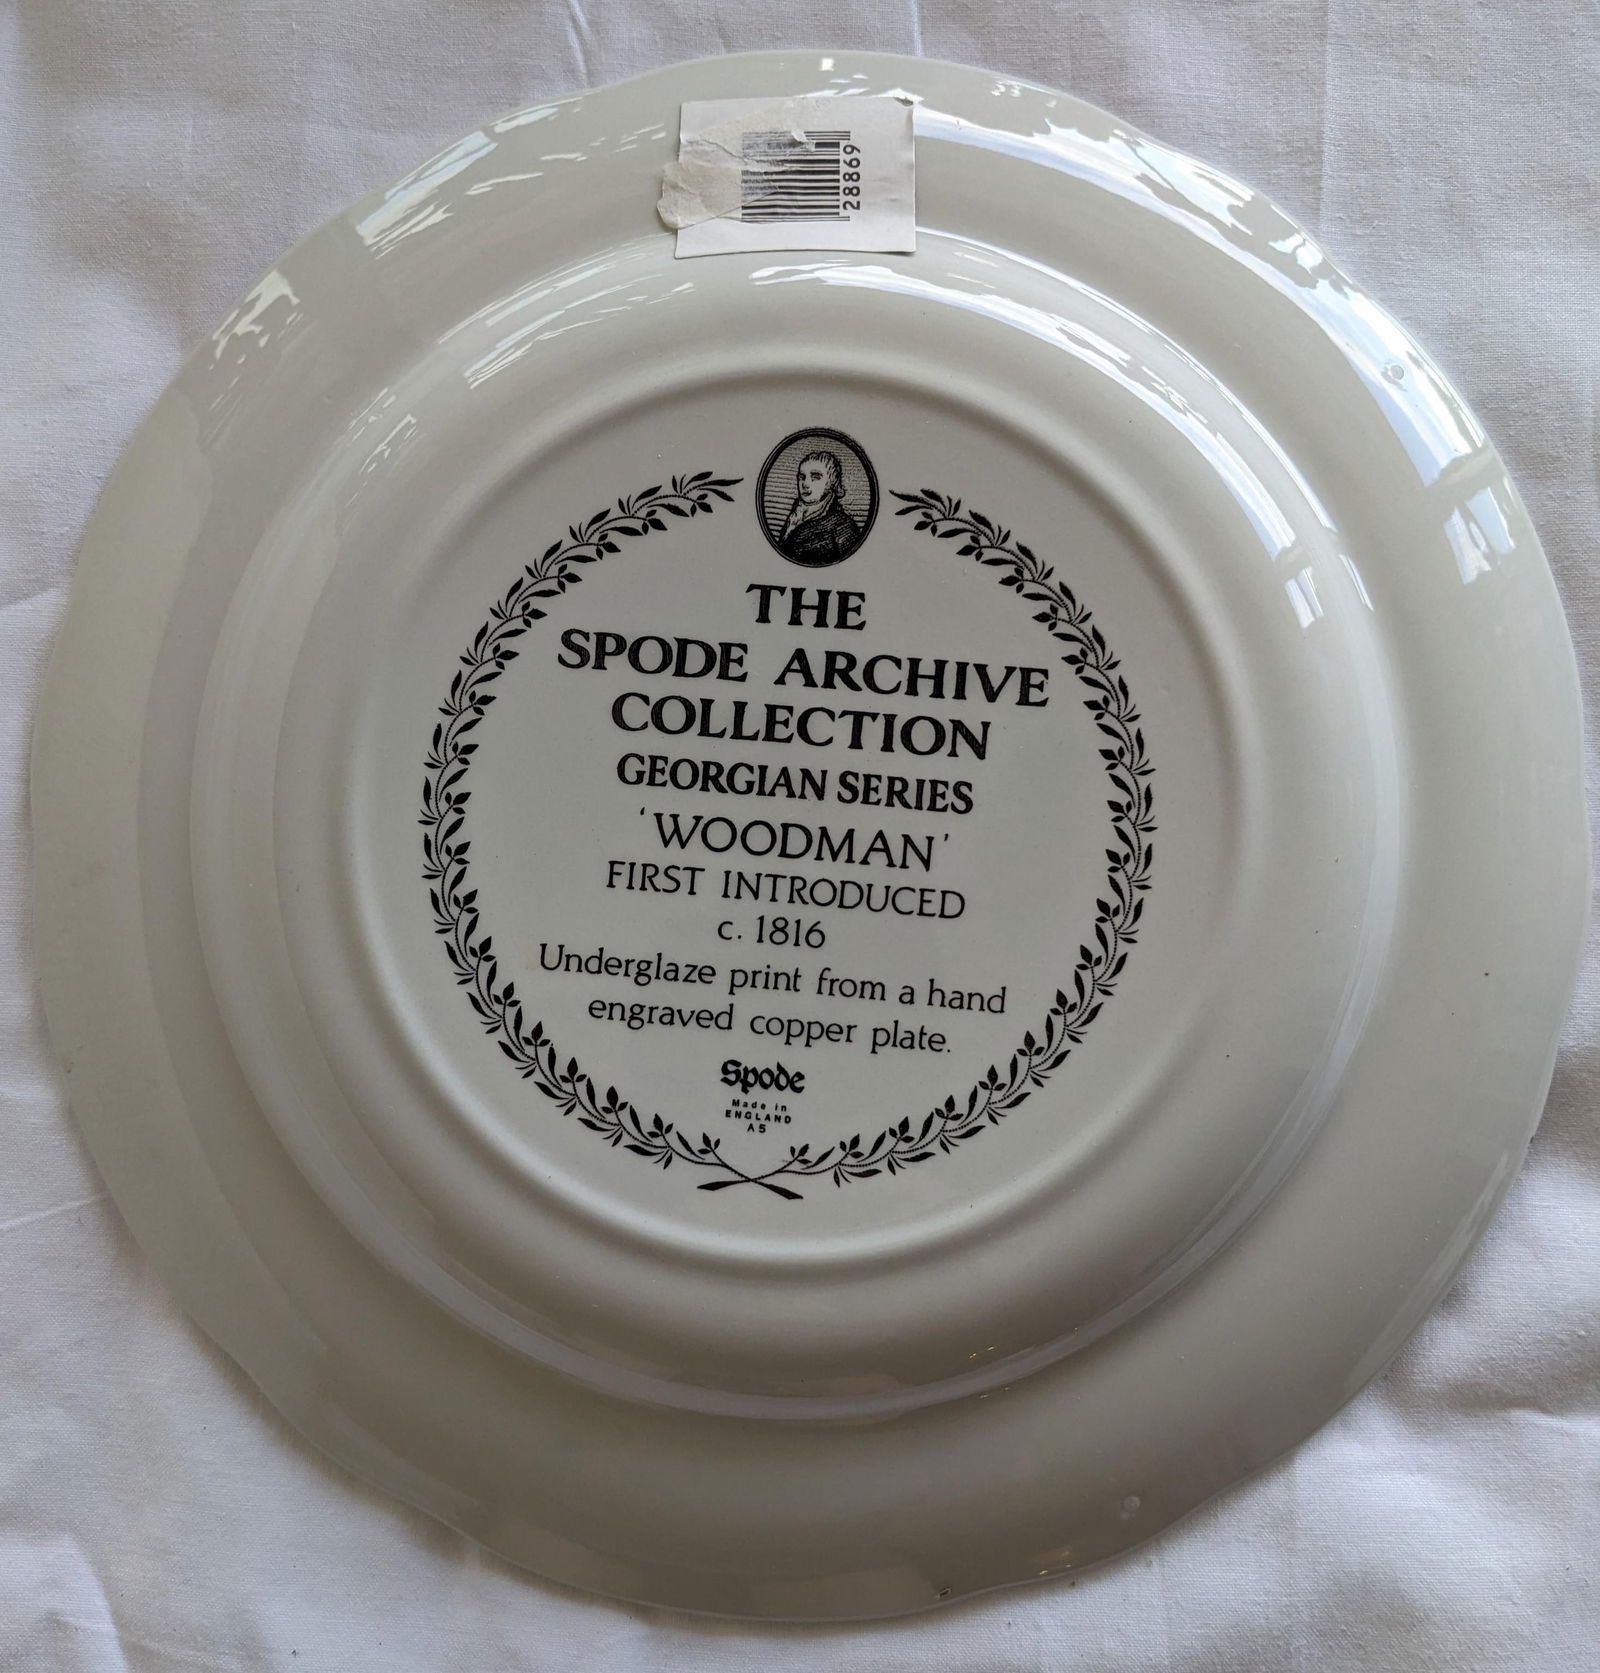 28869
THE
SPODE ARCHIVE
COLLECTION
GEORGIAN SERIES
'WOODMAN'
FIRST INTRODUCED
c. 1816
Underglaze print from a hand
engraved copper plate.
Spode
Made in
ENGLAND
A5